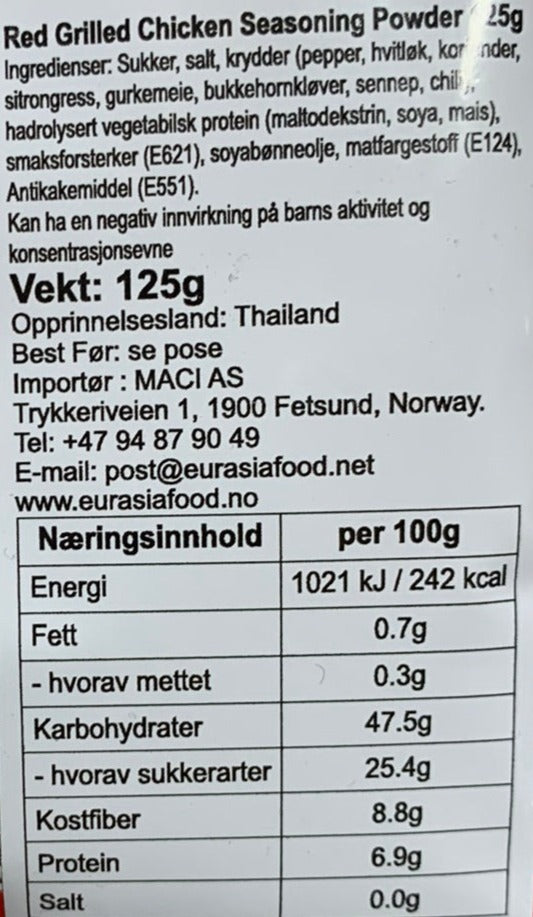 Red Grilled Chicken Seasoning Powder 25g
Ingredienser: Sukker, salt, krydder (pepper, hvitløk,
sitrongress, gurkemeie, bukkehornkløver, sennep,
hadrolysert vegetabilsk protein (maltodekstrin, soya, mais),
smaksforsterker (E621), soyabønneolje, matfargestoff (E124),
Antikakemiddel (E551).
Kan ha en negativ innvirkning på barns aktivitet og
konsentrasjonsevne
Vekt: 125g
Opprinnelsesland: Thailand
Best Før: se pose
Importør : MACI AS
Trykkeriveien 1, 1900 Fetsund, Norway.
Tel: +47 94 87 90 49
E-mail: post@eurasiafood.net
www.eurasiafood.no
Næringsinnhold per 100g
Energi 1021 kJ / 242 kcal
Fett 0.7g
- hvorav mettet 0.3g
Karbohydrater 47.5g
- hvorav sukkerarter 25.4g
Kostfiber 8.8g
Protein 6.9g
Salt 0.0g